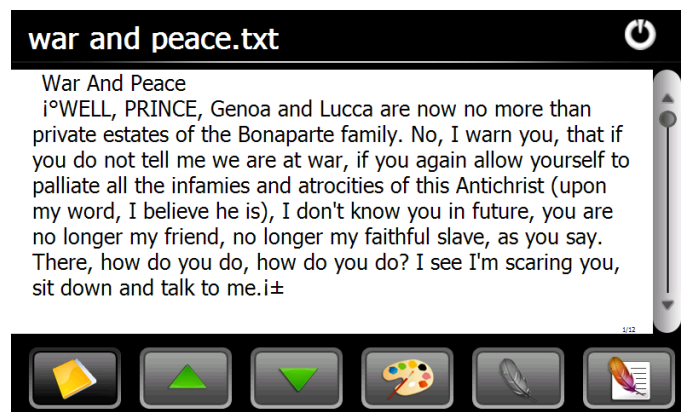 war and peace.txt
War And Peace
i°WELL, PRINCE, Genoa and Lucca are now no more than
private estates of the Bonaparte family. No, I warn you, that if
you do not tell me we are at war, if you again allow yourself to
palliate all the infamies and atrocities of this Antichrist (upon
my word, I believe he is), I don't know you in future, you are
no longer my friend, no longer my faithful slave, as you say.
There, how do you do, how do you do? I see I'm scaring you,
sit down and talk to me.i±
1/12